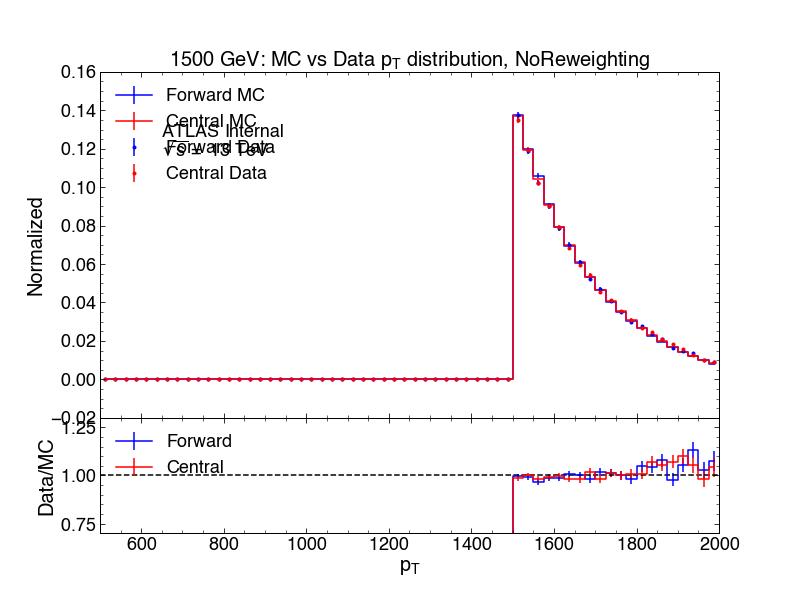 1500 GeV: MC vs Data pT distribution, NoReweighting
0.16
0.14
0.12
0.10
0.08
0.06
0.04
0.02
0.00
−0.02
Normalized
Forward MC
Central MC
ATLAS Internal
Forward Data
√s = 13 TeV
Central Data
1.25
1.00
0.75
Data/MC
Forward
Central
600 800 1000 1200 1400 1600 1800 2000
pT